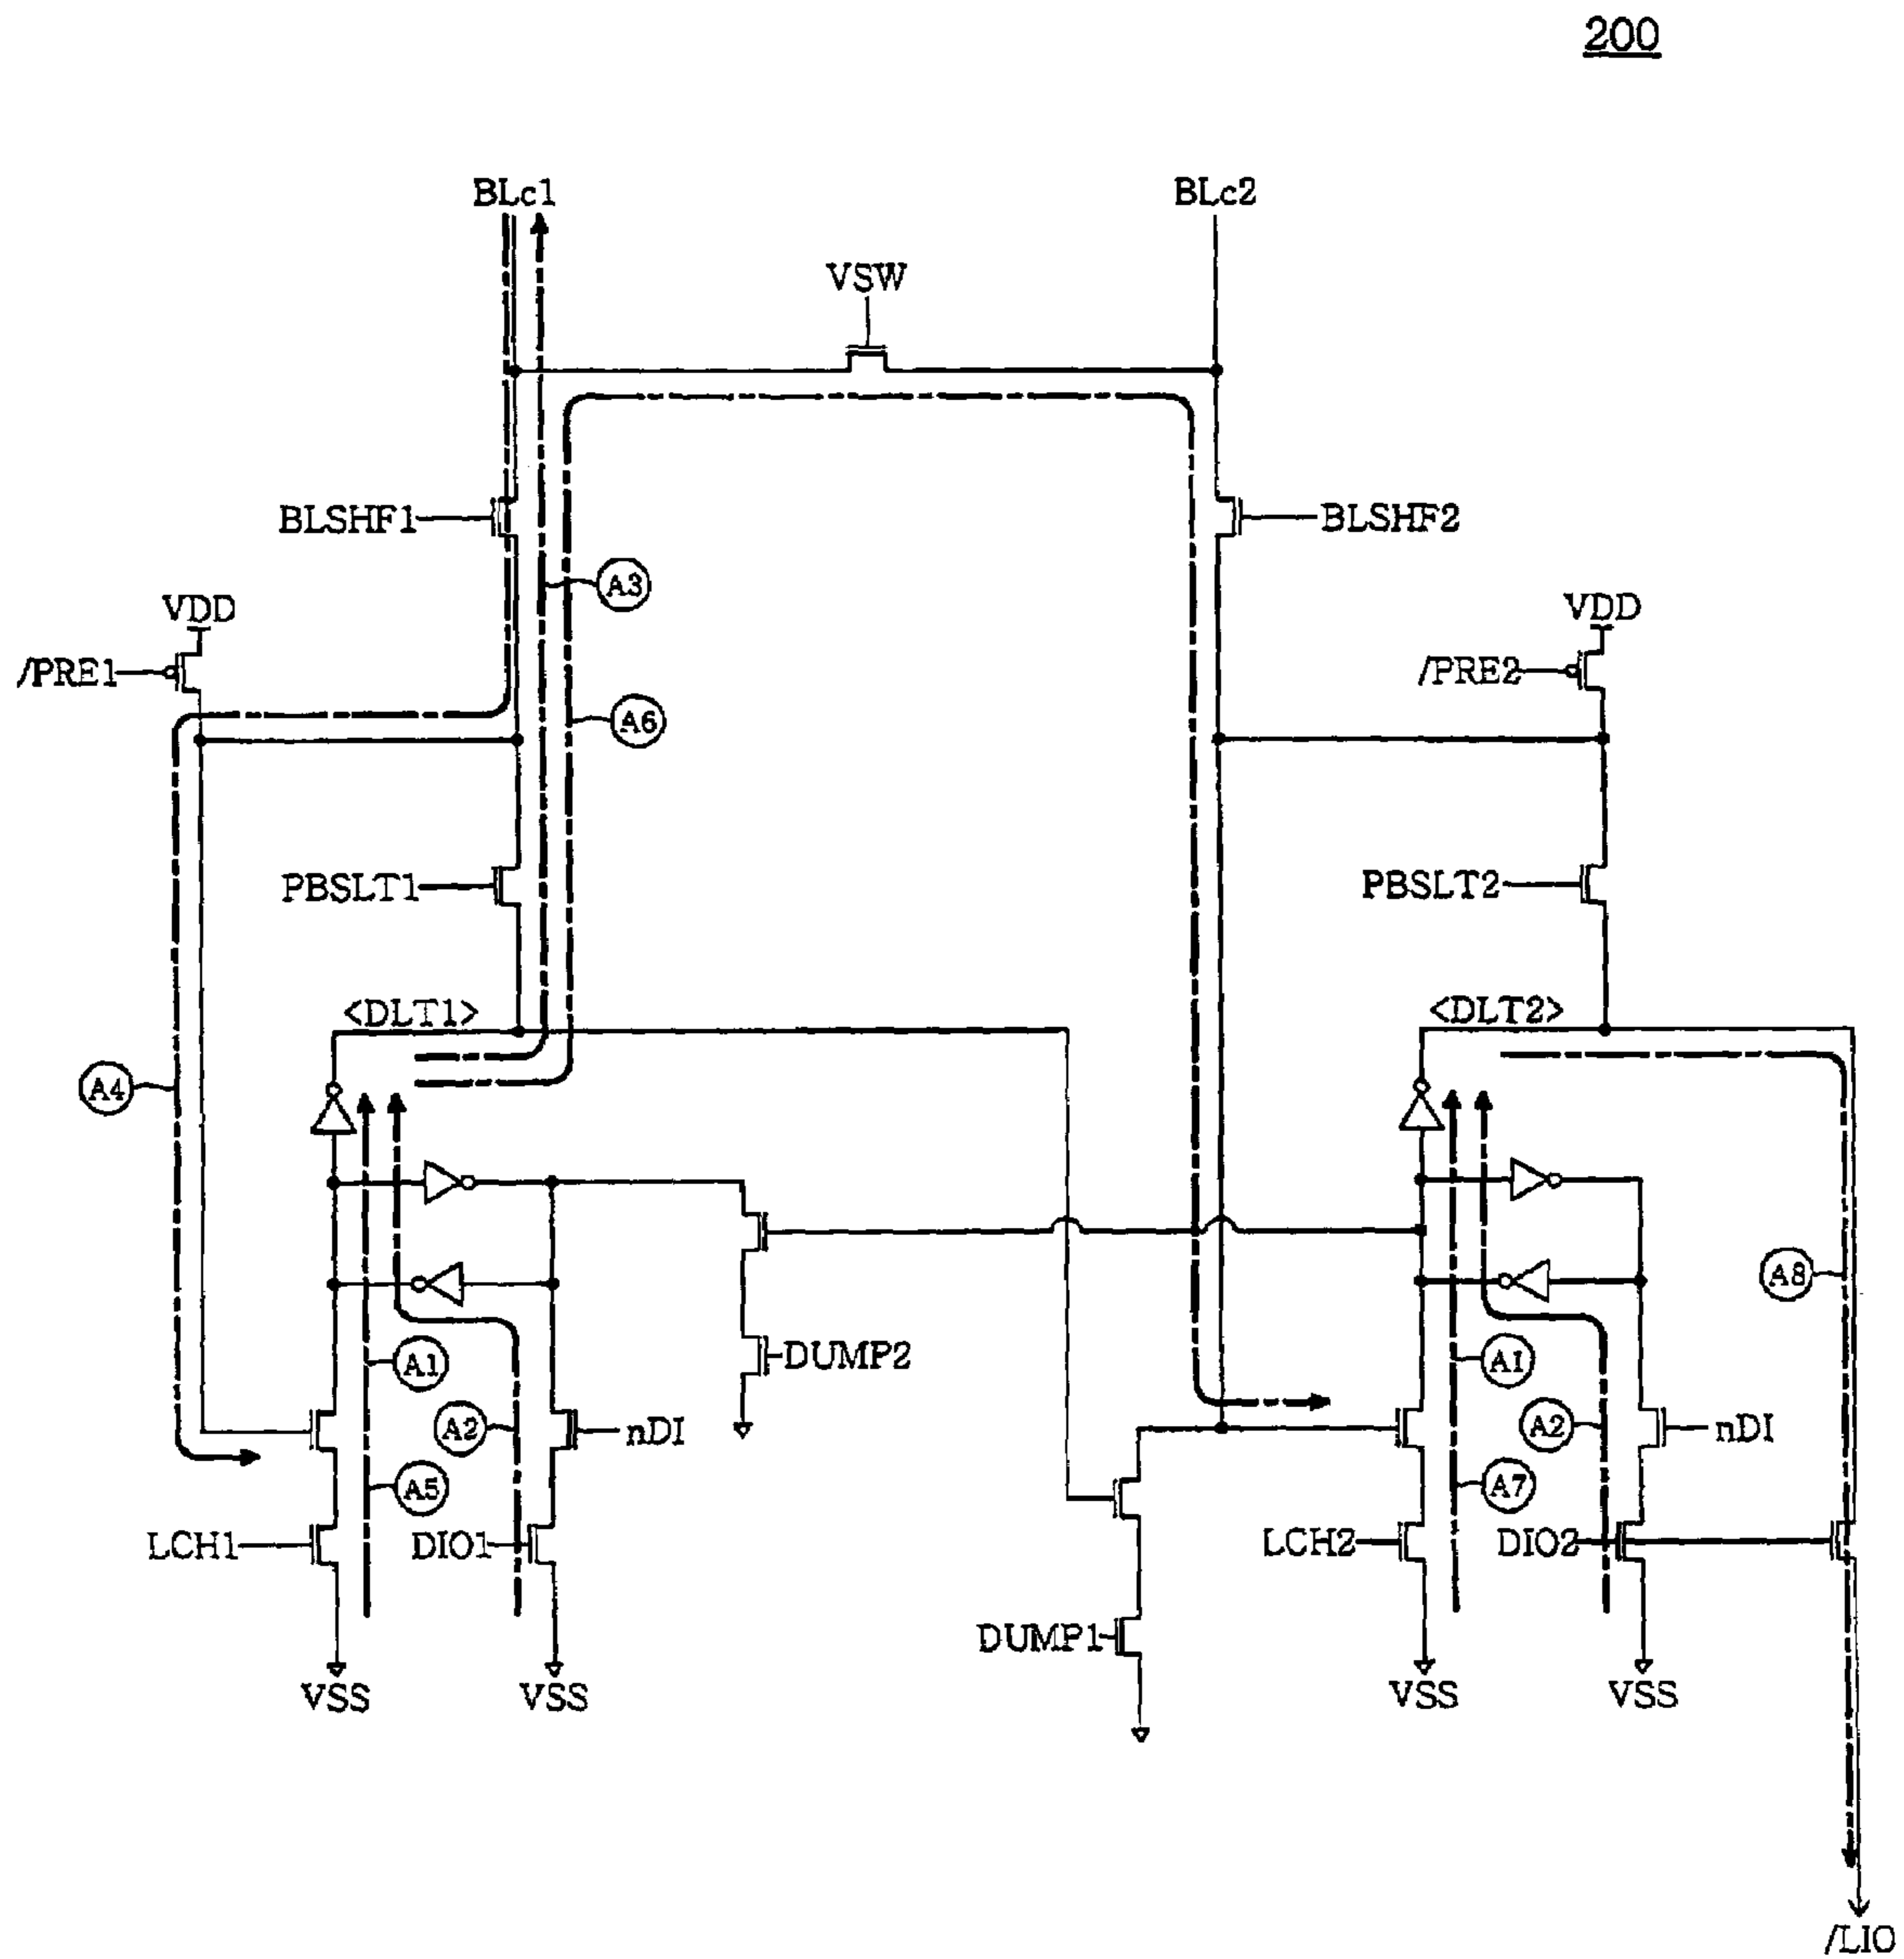 200
BLc1
BLc2
VSW
BLSHF1
BLSHF2
A3
VDD
VDD
/PRE1
/PRE2
A6
PBSLT1
PBSLT2
<DLT1>
<DLT2>
A4
A8
DUMP2
A1
A1
A2
nDI
A2
nDI
A5
A7
LCH1
DIO1
LCH2
DIO2
DUMP1
VSS
VSS
VSS
VSS
/LIO